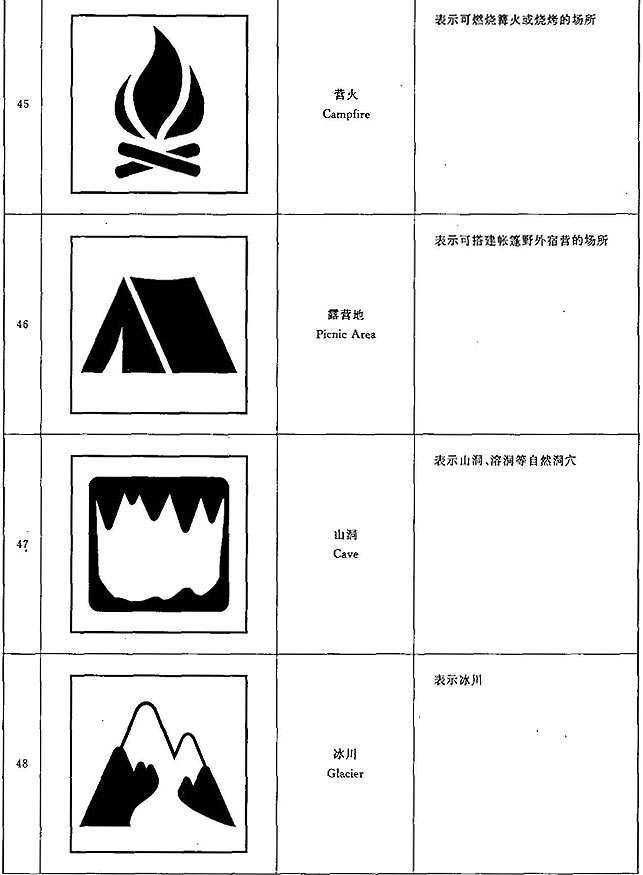 45
营火
Campfire
表示可燃烧篝火或烧烤的场所
46
露营地
Picnic Area
表示可搭建帐篷野外宿营的场所
47
山洞
Cave
表示山洞、溶洞等自然洞穴
48
冰川
Glacier
表示冰川